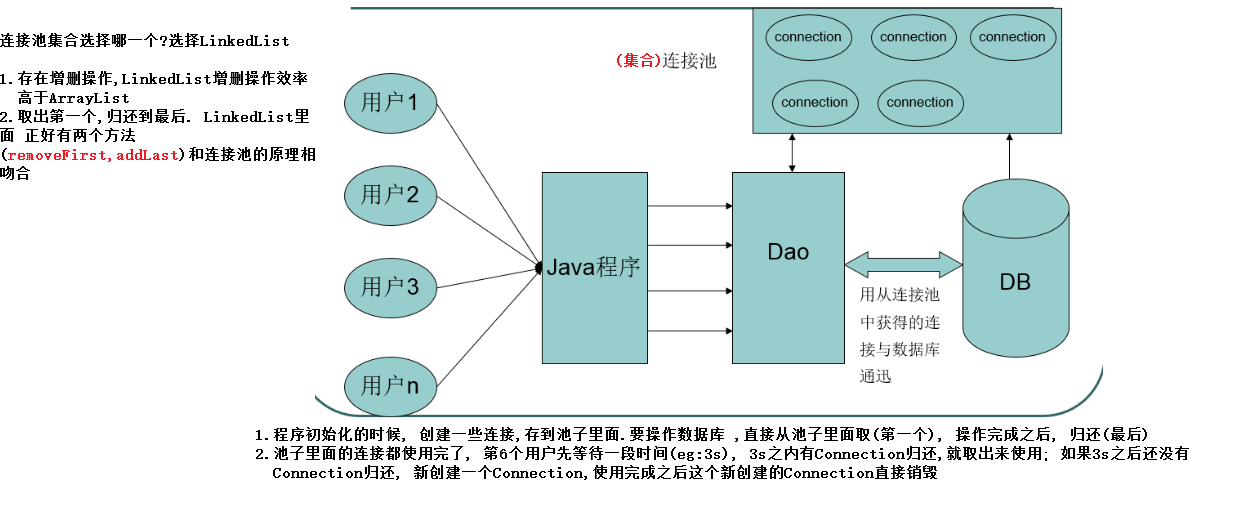 连接池集合选择哪一个?选择LinkedList
1.存在增删操作,LinkedList增删操作效率
高于ArrayList
2.取出第一个,归还到最后. LinkedList里
面 正好有两个方法
(removeFirst,addLast)和连接池的原理相
吻合
(集合)连接池
connection
connection
connection
connection
connection
用户1
用户2
用户3
用户n
Java程序
Dao
DB
用从连接池
中获得的连
接与数据库
通迅
1.程序初始化的时候, 创建一些连接,存到池子里面.要操作数据库 ,直接从池子里面取(第一个), 操作完成之后, 归还(最后)
2.池子里面的连接都使用完了, 第6个用户先等待一段时间(eg:3s), 3s之内有Connection归还,就取出来使用; 如果3s之后还没有
Connection归还, 新创建一个Connection,使用完成之后这个新创建的Connection直接销毁